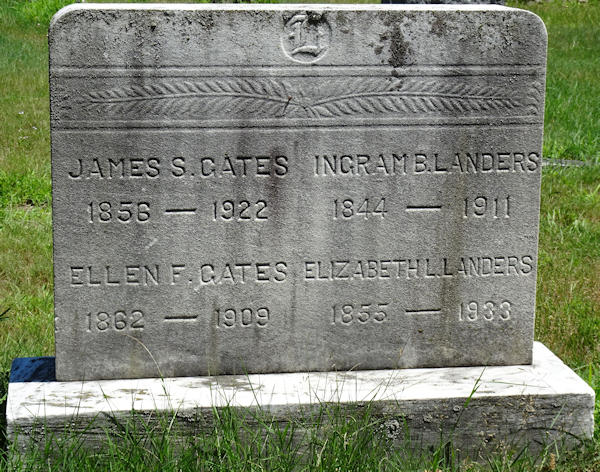 L
JAMES S. GATES
1856 — 1922
ELLEN F. GATES
1862 — 1909
INGRAM B. LANDERS
1844 — 1911
ELIZABETH L. LANDERS
1855 — 1933